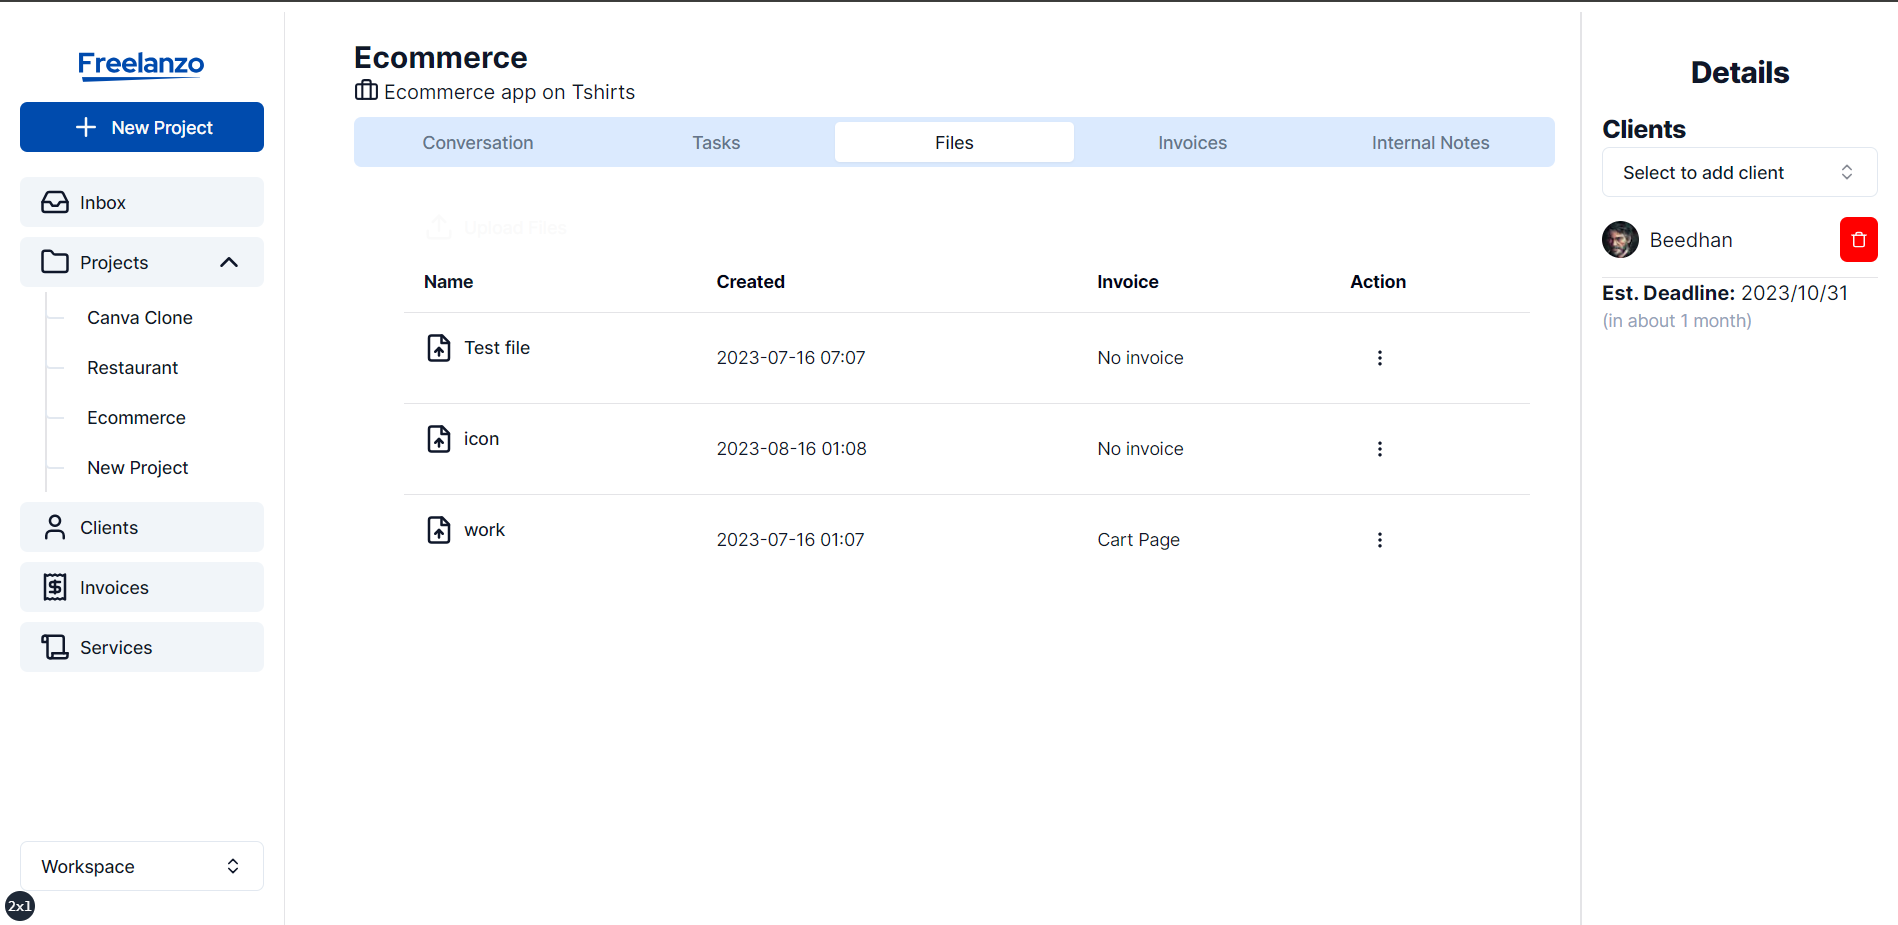 Freelanzo
New Project
Inbox
Projects
Canva Clone
Restaurant
Ecommerce
New Project
Clients
Invoices
Services
Workspace
2x1
Ecommerce
Ecommerce app on Tshirts
Conversation Tasks Files Invoices Internal Notes
Upload Files
Name Created Invoice Action
Test file 2023-07-16 07:07 No invoice
icon 2023-08-16 01:08 No invoice
work 2023-07-16 01:07 Cart Page
Details
Clients
Select to add client
Beedhan
Est. Deadline: 2023/10/31
(in about 1 month)